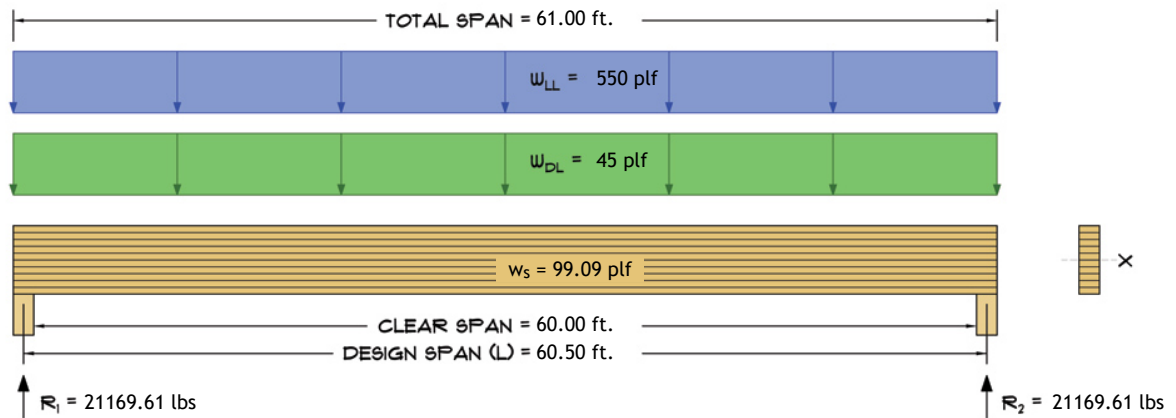 TOTAL SPAN = 61.00 ft.
wLL = 550 plf
wDL = 45 plf
ws = 99.09 plf
X
CLEAR SPAN = 60.00 ft.
DESIGN SPAN (L) = 60.50 ft.
R1 = 21169.61 lbs
R2 = 21169.61 lbs